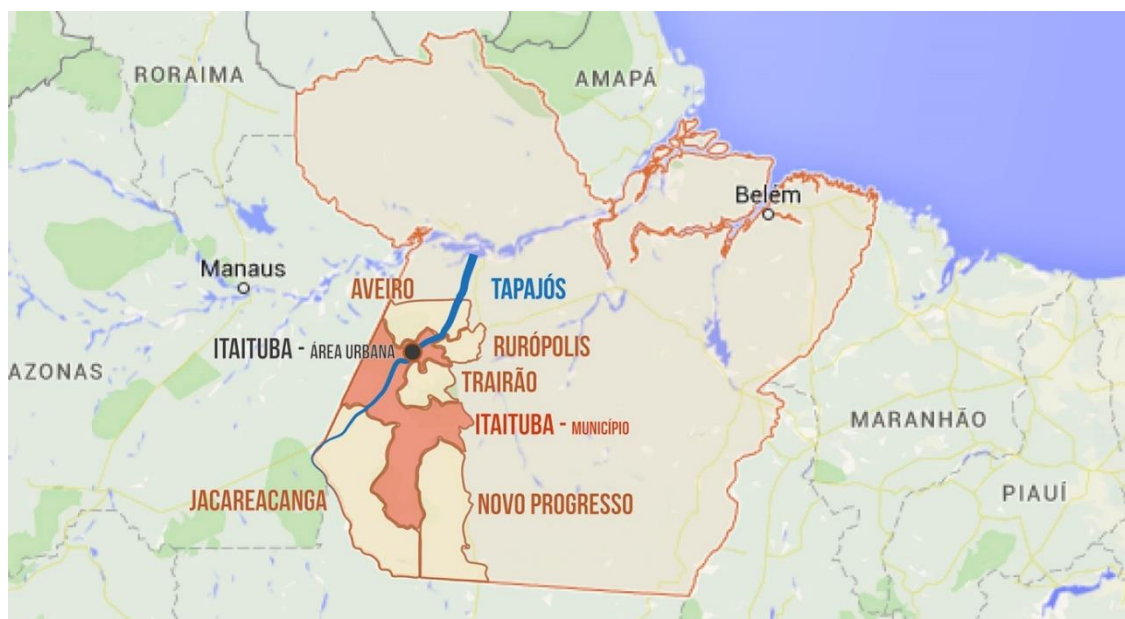 RORAIMA
AMAPÁ
Belém
Manaus
AVEIRO
TAPAJÓS
ITAITUBA - ÁREA URBANA
RURÓPOLIS
AZONAS
TRAIRÃO
ITAITUBA - MUNICÍPIO
MARANHÃO
JACAREACANGA
NOVO PROGRESSO
PIAUÍ